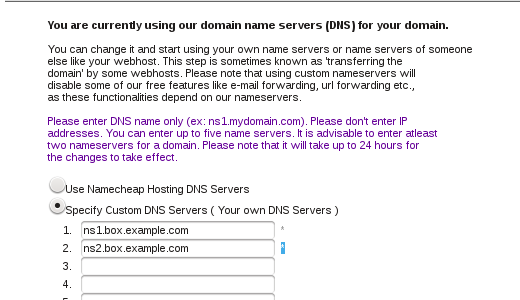 You are currently using our domain name servers (DNS) for your domain.
You can change it and start using your own name servers or name servers of someone
else like your webhost. This step is sometimes known as 'transferring the
domain' by some webhosts. Please note that using custom nameservers will
disable some of our free features like e-mail forwarding, url forwarding etc.,
as these functionalities depend on our nameservers.
Please enter DNS name only (ex: ns1.mydomain.com). Please don't enter IP
addresses. You can enter up to five name servers. It is advisable to enter atleast
two nameservers for a domain. Please note that it will take up to 24 hours for
the changes to take effect.
Use Namecheap Hosting DNS Servers
Specify Custom DNS Servers ( Your own DNS Servers )
1. ns1.box.example.com *
2. ns2.box.example.com *
3.
4.